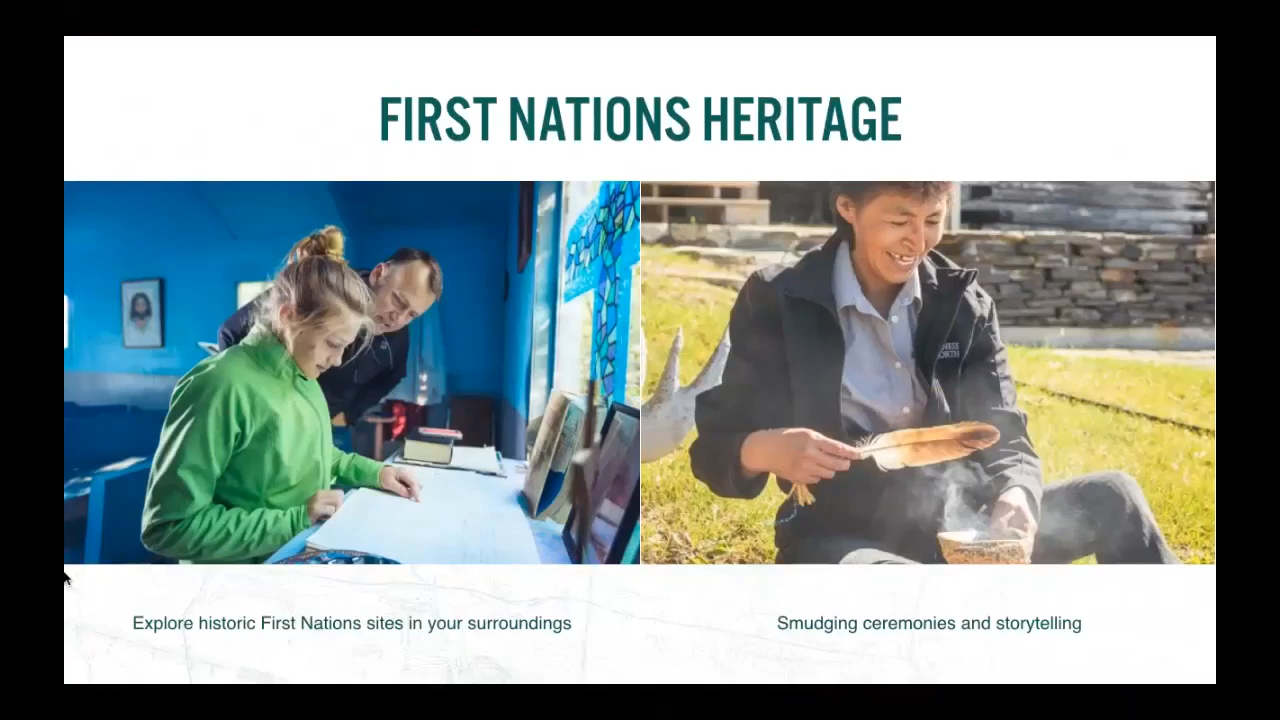 FIRST NATIONS HERITAGE
Explore historic First Nations sites in your surroundings
Smudging ceremonies and storytelling